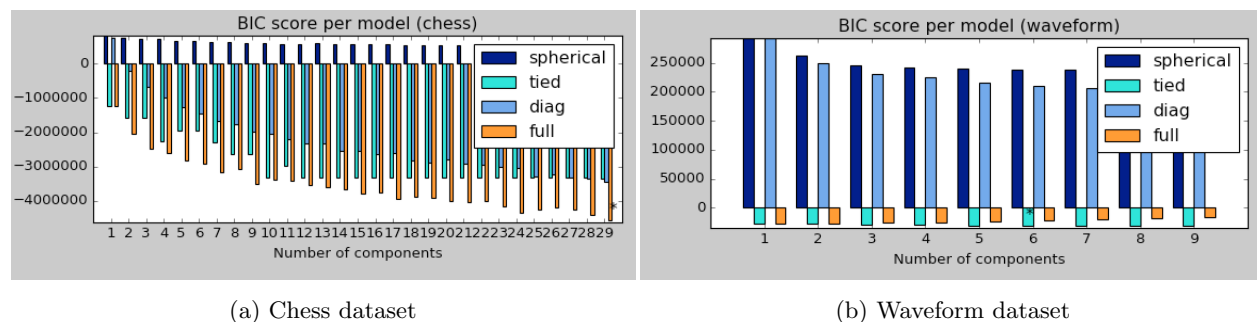 BIC score per model (chess)
0
−1000000
−2000000
−3000000
−4000000
spherical
tied
diag
full
*
1 2 3 4 5 6 7 8 9 10 11 12 13 14 15 16 17 18 19 20 21 22 23 24 25 26 27 28 29
Number of components
(a) Chess dataset
BIC score per model (waveform)
250000
200000
150000
100000
50000
0
spherical
tied
diag
full
*
1 2 3 4 5 6 7 8 9
Number of components
(b) Waveform dataset